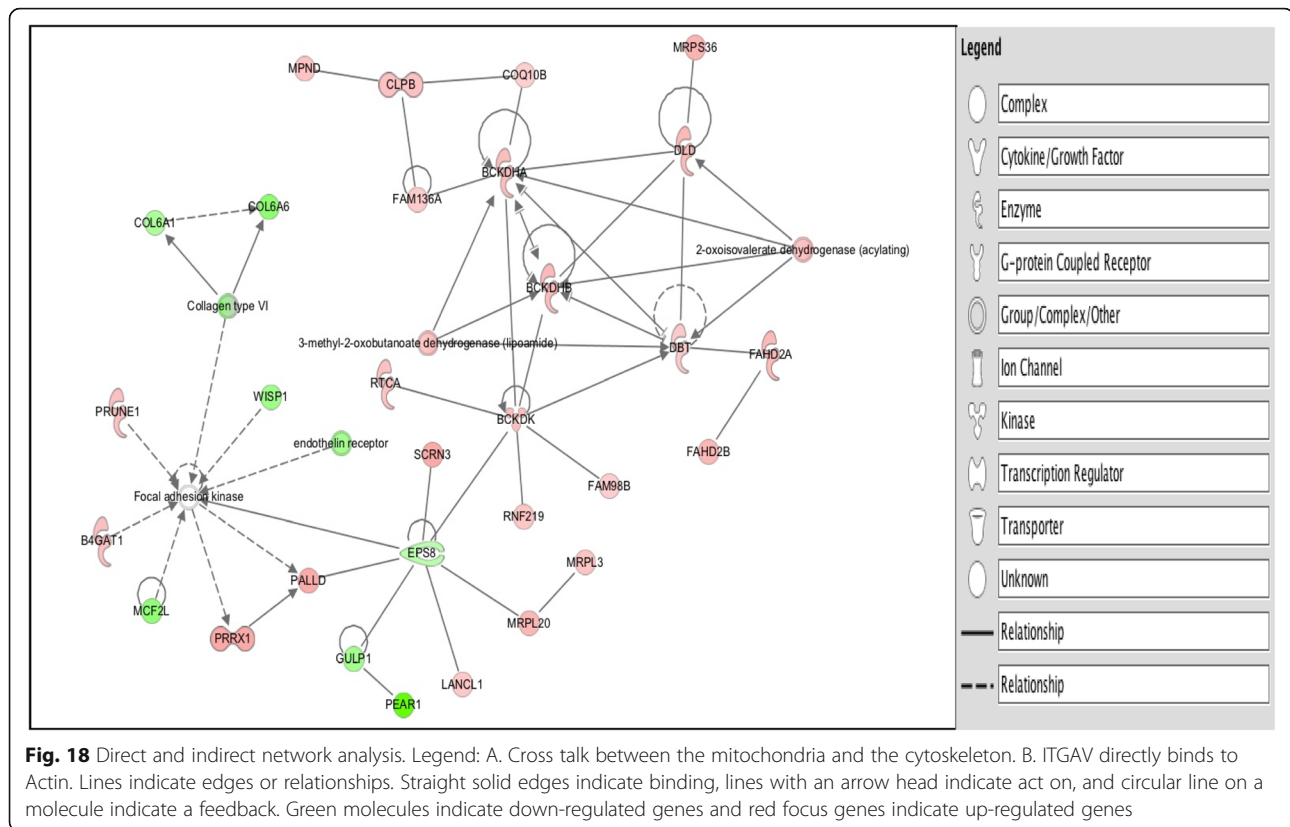 MPND
CLPB
COQ10B
MRPS36
DLD
BCKDHA
FAM136A
COL6A1
COL6A6
2-oxoisovalerate dehydrogenase (acylating)
BCKDHB
Collagen type VI
3-methyl-2-oxobutanoate dehydrogenase (lipoamide)
DBT
FAHD2A
RTCA
PRUNE1
WISP1
BCKDK
endothelin receptor
SCRN3
FAHD2B
Focal adhesion kinase
FAM98B
RNF219
B4GAT1
EPS8
MRPL3
PALLD
MCF2L
MRPL20
PRRX1
GULP1
LANCL1
PEAR1
Legend
Complex
Cytokine/Growth Factor
Enzyme
G-protein Coupled Receptor
Group/Complex/Other
Ion Channel
Kinase
Transcription Regulator
Transporter
Unknown
Relationship
Relationship
Fig. 18 Direct and indirect network analysis. Legend: A. Cross talk between the mitochondria and the cytoskeleton. B. ITGAV directly binds to
Actin. Lines indicate edges or relationships. Straight solid edges indicate binding, lines with an arrow head indicate act on, and circular line on a
molecule indicate a feedback. Green molecules indicate down-regulated genes and red focus genes indicate up-regulated genes